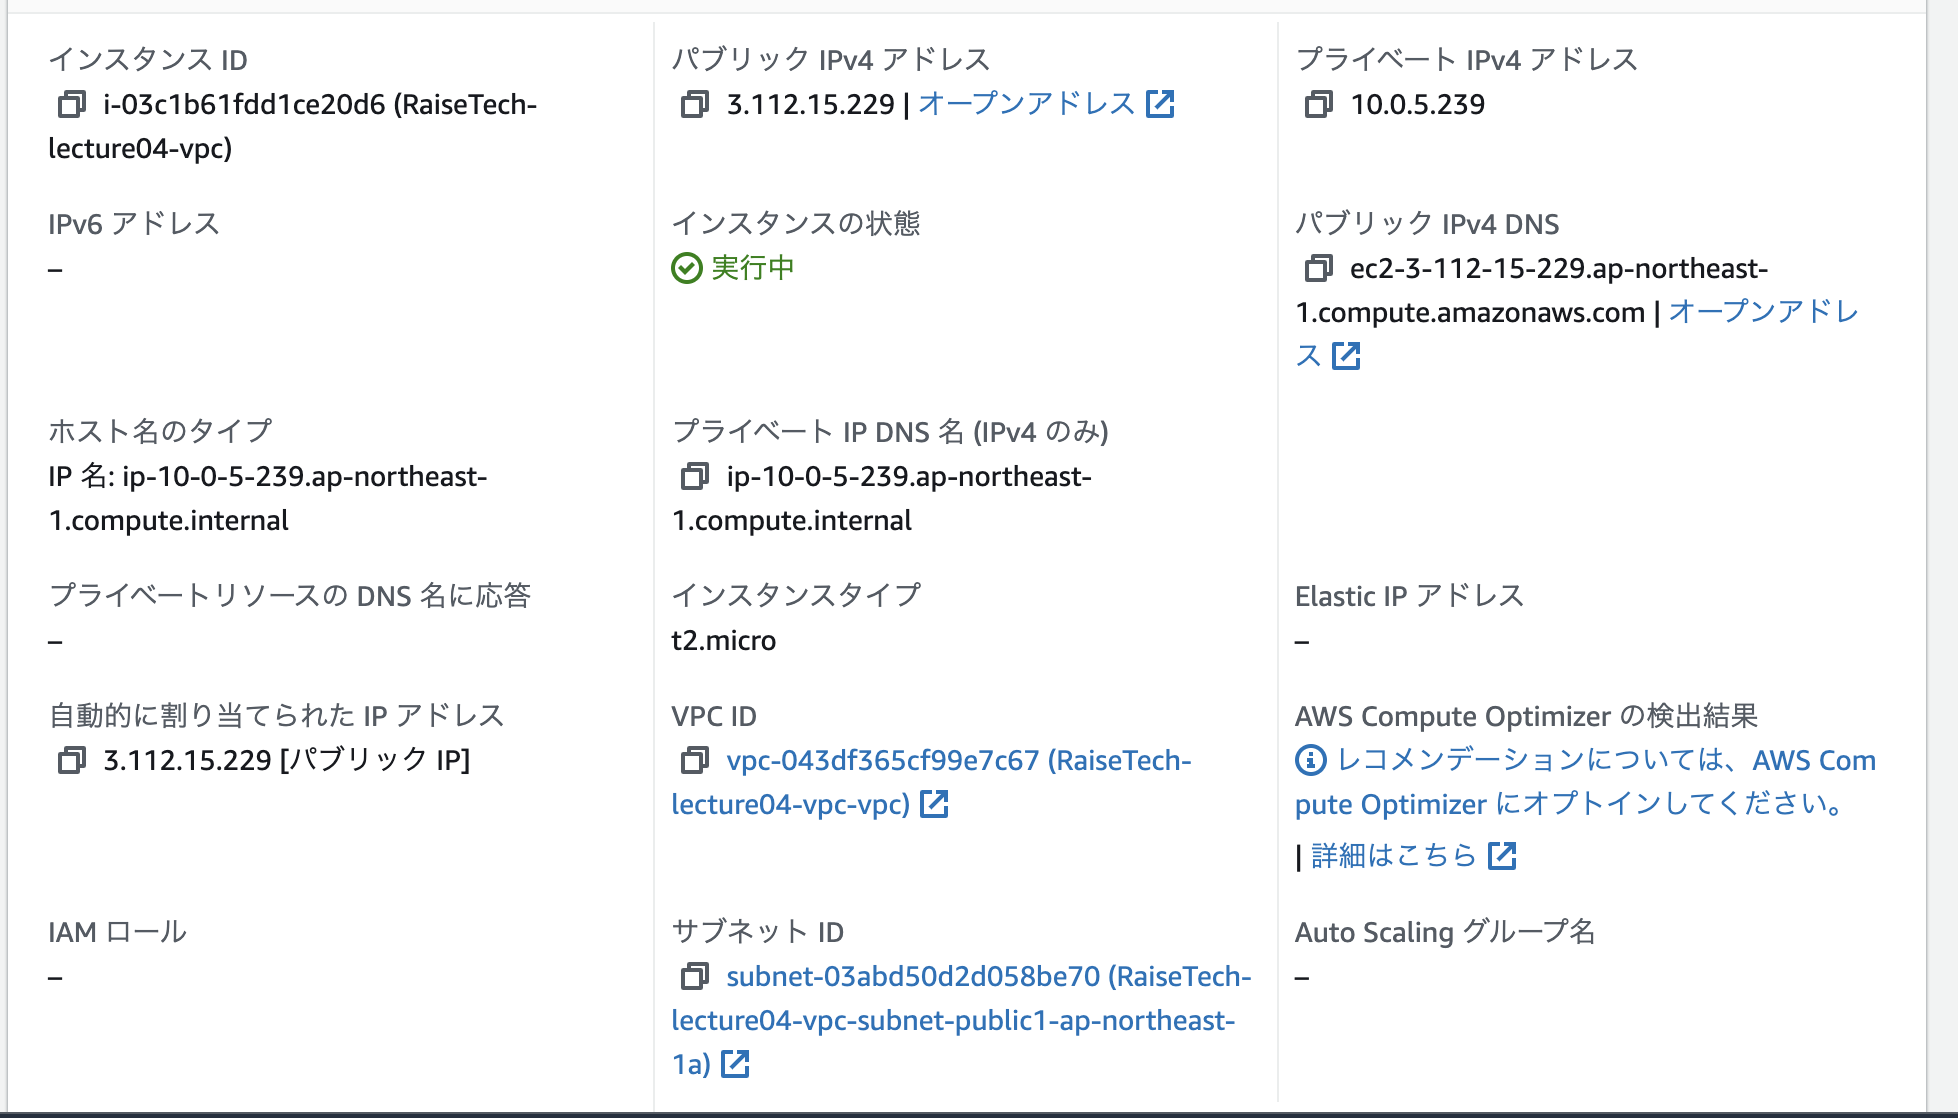 インスタンス ID
i-03c1b61fdd1ce20d6 (RaiseTech-
lecture04-vpc)
パブリック IPv4 アドレス
3.112.15.229 | オープンアドレス
プライベート IPv4 アドレス
10.0.5.239
IPv6 アドレス
–
インスタンスの状態
実行中
パブリック IPv4 DNS
ec2-3-112-15-229.ap-northeast-
1.compute.amazonaws.com | オープンアドレ
ス
ホスト名のタイプ
IP 名: ip-10-0-5-239.ap-northeast-
1.compute.internal
プライベート IP DNS 名 (IPv4 のみ)
ip-10-0-5-239.ap-northeast-
1.compute.internal
プライベートリソースの DNS 名に応答
–
インスタンスタイプ
t2.micro
Elastic IP アドレス
–
自動的に割り当てられた IP アドレス
3.112.15.229 [パブリック IP]
VPC ID
vpc-043df365cf99e7c67 (RaiseTech-
lecture04-vpc-vpc)
AWS Compute Optimizer の検出結果
レコメンデーションについては、AWS Com
pute Optimizer にオプトインしてください。
| 詳細はこちら
IAM ロール
–
サブネット ID
subnet-03abd50d2d058be70 (RaiseTech-
lecture04-vpc-subnet-public1-ap-northeast-
1a)
Auto Scaling グループ名
–